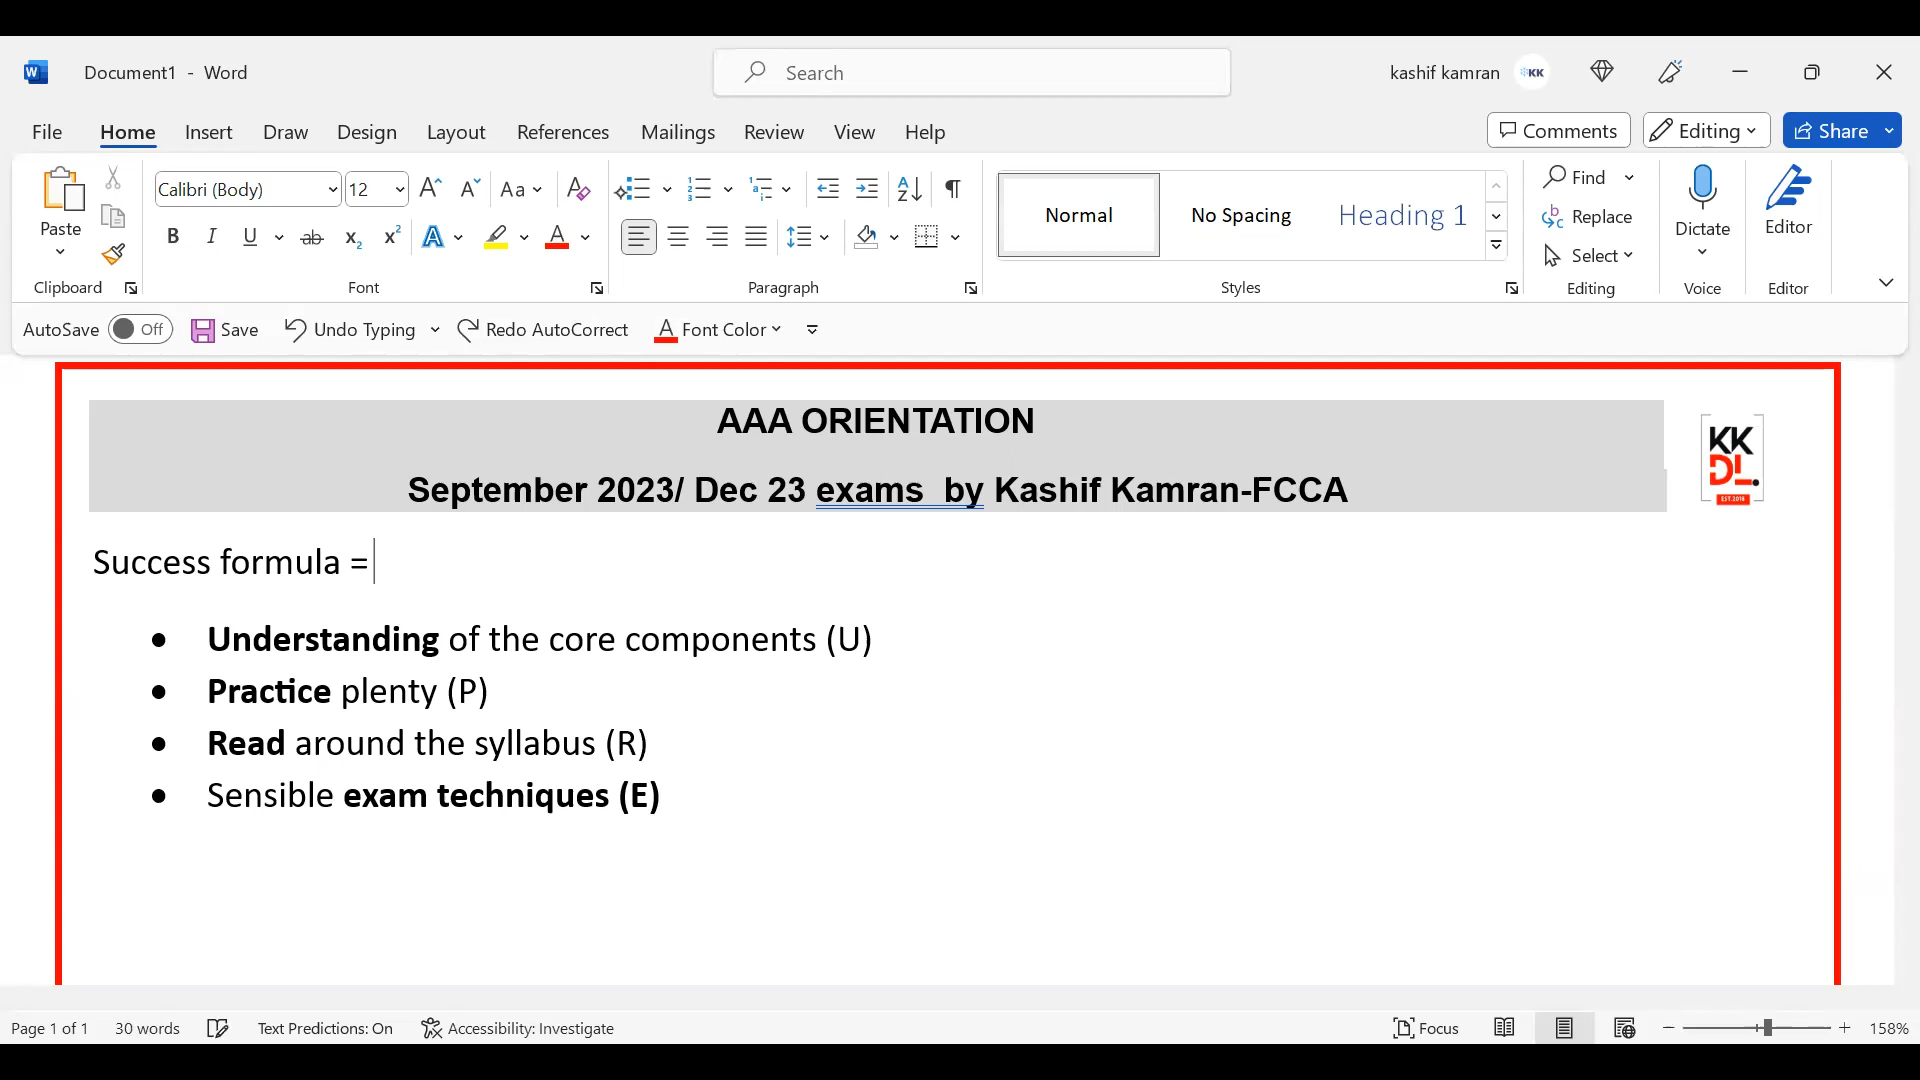 Document1 - Word
Search
kashif kamran
KK
File Home Insert Draw Design Layout References Mailings Review View Help
Comments Editing Share
Paste
Calibri (Body) 12
Aa
Normal No Spacing Heading 1
Find
Replace
Select
Dictate
Editor
Clipboard Font Paragraph Styles Editing Voice Editor
AutoSave Off Save Undo Typing Redo AutoCorrect Font Color
AAA ORIENTATION
September 2023/ Dec 23 exams by Kashif Kamran-FCCA
KK
DL.
EST.2018
Success formula =
• Understanding of the core components (U)
• Practice plenty (P)
• Read around the syllabus (R)
• Sensible exam techniques (E)
Page 1 of 1 30 words Text Predictions: On Accessibility: Investigate Focus 158%